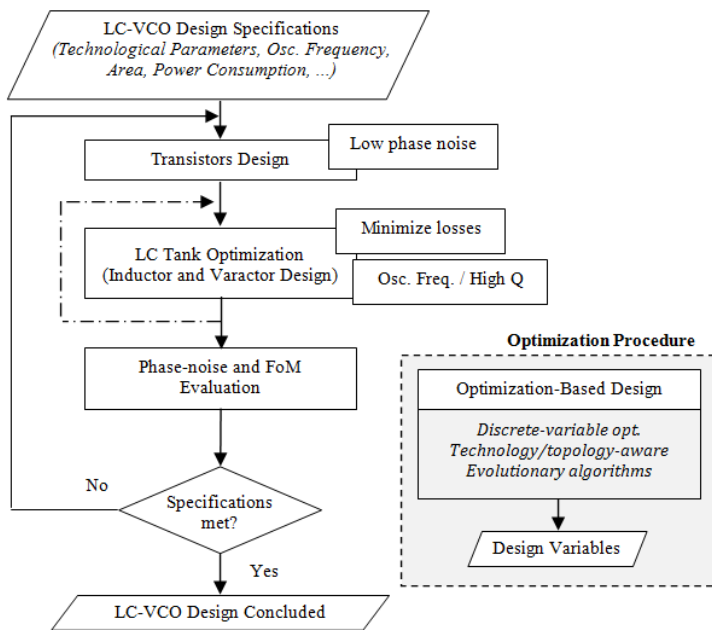 LC-VCO Design Specifications
(Technological Parameters, Osc. Frequency,
Area, Power Consumption, ...)
Transistors Design
Low phase noise
Minimize losses
LC Tank Optimization
(Inductor and Varactor Design)
Osc. Freq. / High Q
Phase-noise and FoM
Evaluation
Optimization Procedure
Optimization-Based Design
Discrete-variable opt.
Technology/topology-aware
Evolutionary algorithms
Design Variables
No
Specifications
met?
Yes
LC-VCO Design Concluded